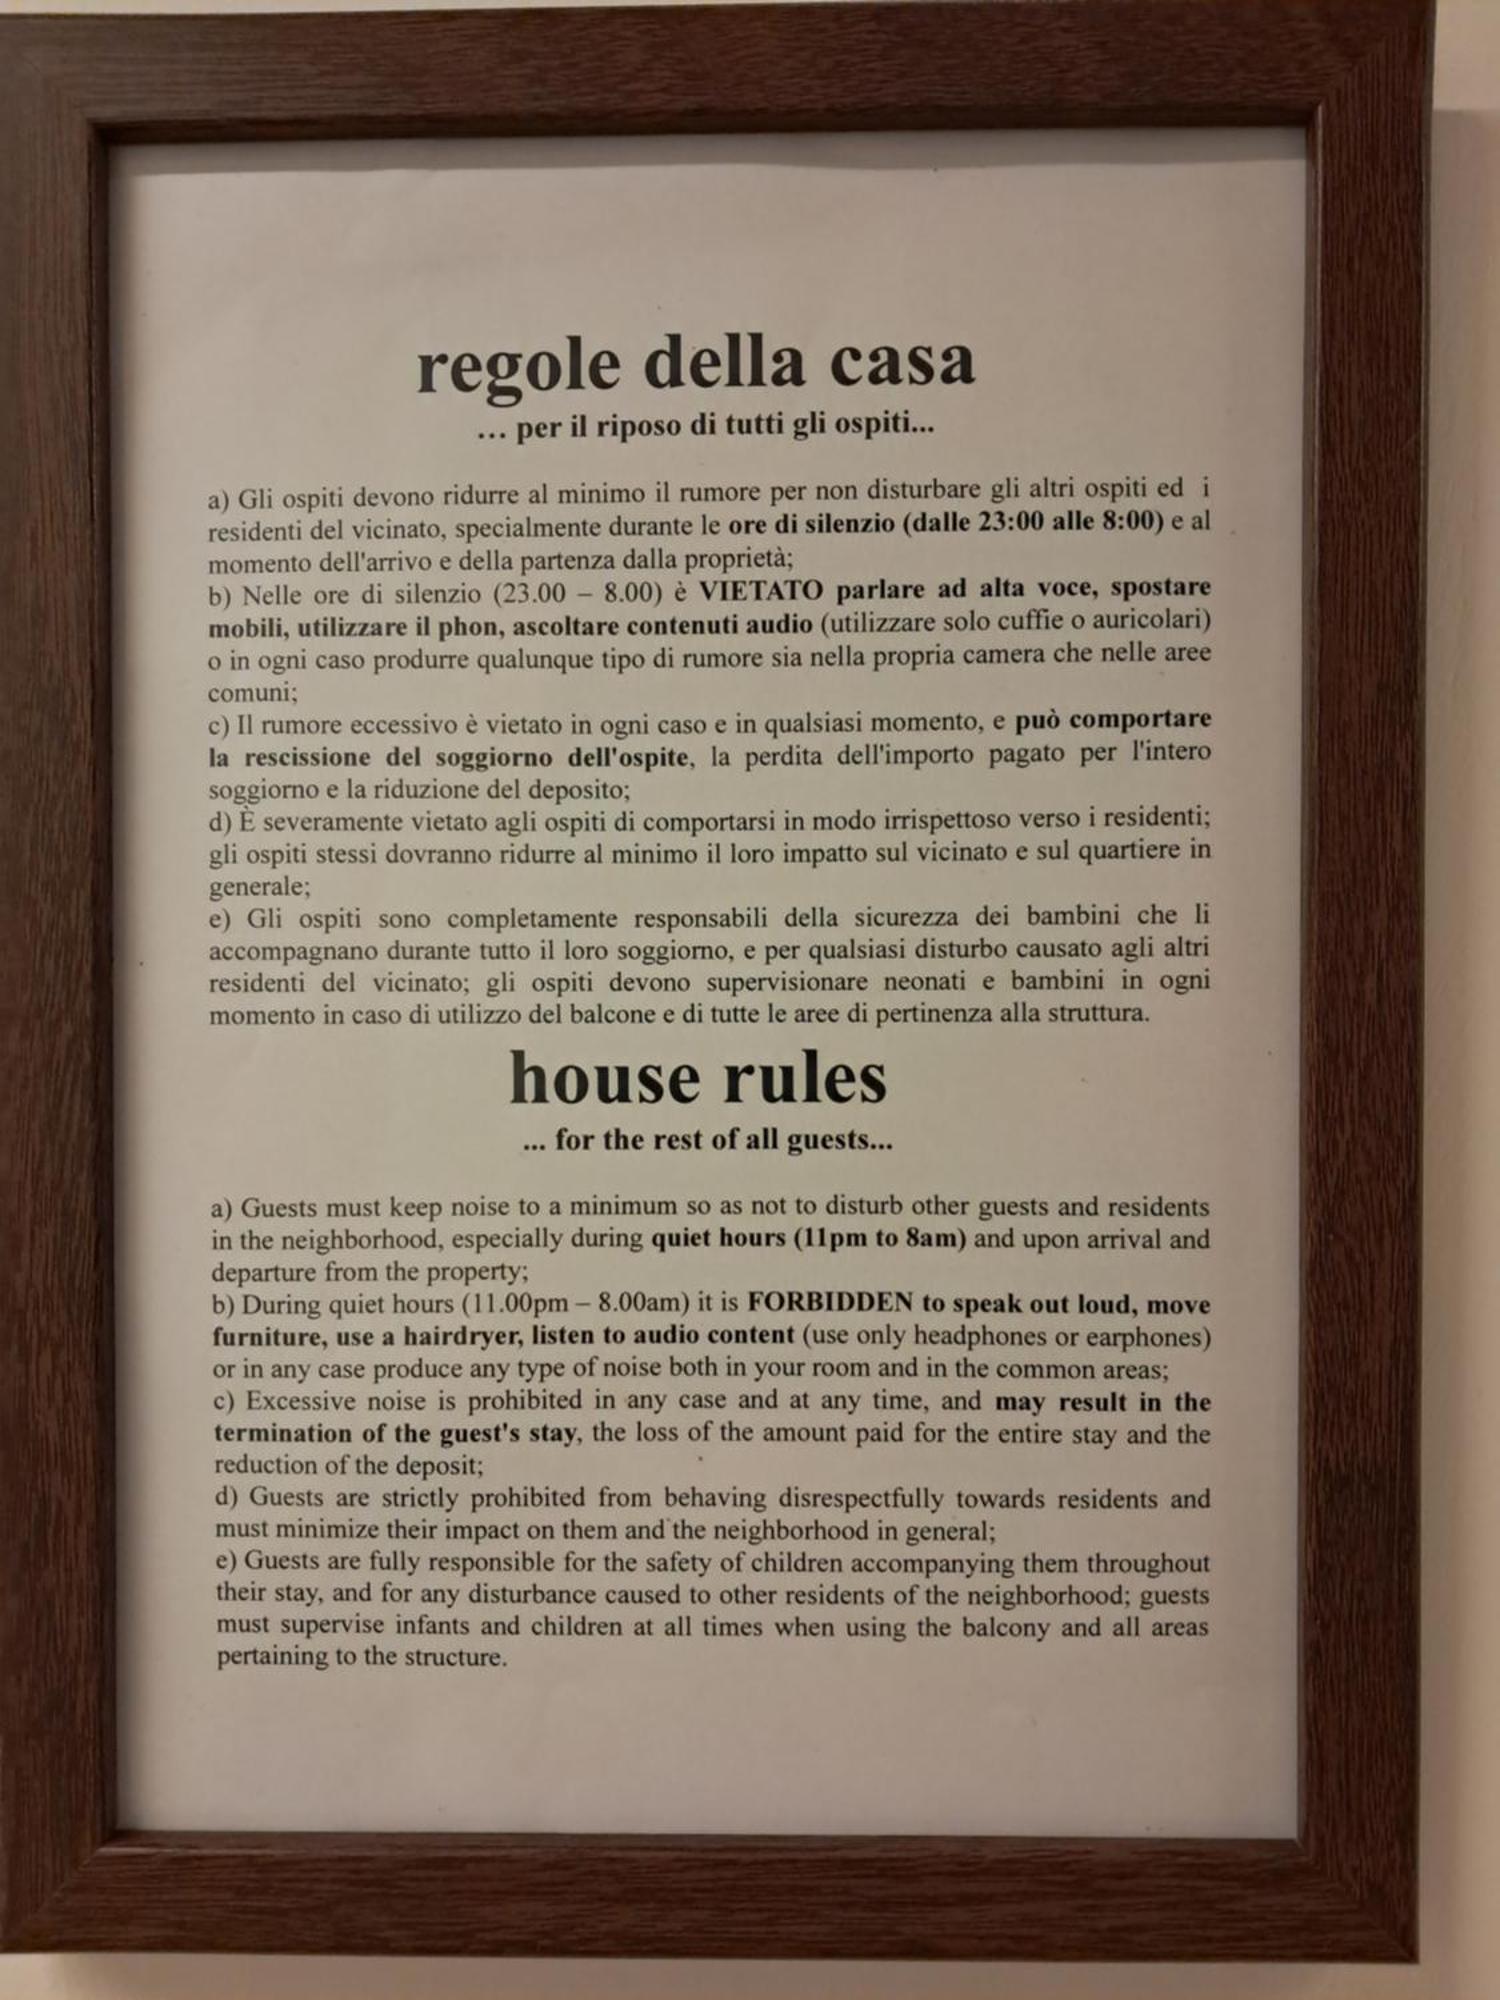 regole della casa
... per il riposo di tutti gli ospiti...
a) Gli ospiti devono ridurre al minimo il rumore per non disturbare gli altri ospiti ed i
residenti del vicinato, specialmente durante le ore di silenzio (dalle 23:00 alle 8:00) e al
momento dell'arrivo e della partenza dalla proprietà;
b) Nelle ore di silenzio (23.00 – 8.00) è VIETATO parlare ad alta voce, spostare
mobili, utilizzare il phon, ascoltare contenuti audio (utilizzare solo cuffie o auricolari)
o in ogni caso produrre qualunque tipo di rumore sia nella propria camera che nelle aree
comuni;
c) Il rumore eccessivo è vietato in ogni caso e in qualsiasi momento, e può comportare
la rescissione del soggiorno dell'ospite, la perdita dell'importo pagato per l'intero
soggiorno e la riduzione del deposito;
d) È severamente vietato agli ospiti di comportarsi in modo irrispettoso verso i residenti;
gli ospiti stessi dovranno ridurre al minimo il loro impatto sul vicinato e sul quartiere in
generale;
e) Gli ospiti sono completamente responsabili della sicurezza dei bambini che li
accompagnano durante tutto il loro soggiorno, e per qualsiasi disturbo causato agli altri
residenti del vicinato; gli ospiti devono supervisionare neonati e bambini in ogni
momento in caso di utilizzo del balcone e di tutte le aree di pertinenza alla struttura.
house rules
... for the rest of all guests...
a) Guests must keep noise to a minimum so as not to disturb other guests and residents
in the neighborhood, especially during quiet hours (11pm to 8am) and upon arrival and
departure from the property;
b) During quiet hours (11.00pm – 8.00am) it is FORBIDDEN to speak out loud, move
furniture, use a hairdryer, listen to audio content (use only headphones or earphones)
or in any case produce any type of noise both in your room and in the common areas;
c) Excessive noise is prohibited in any case and at any time, and may result in the
termination of the guest's stay, the loss of the amount paid for the entire stay and the
reduction of the deposit;
d) Guests are strictly prohibited from behaving disrespectfully towards residents and
must minimize their impact on them and the neighborhood in general;
e) Guests are fully responsible for the safety of children accompanying them throughout
their stay, and for any disturbance caused to other residents of the neighborhood; guests
must supervise infants and children at all times when using the balcony and all areas
pertaining to the structure.